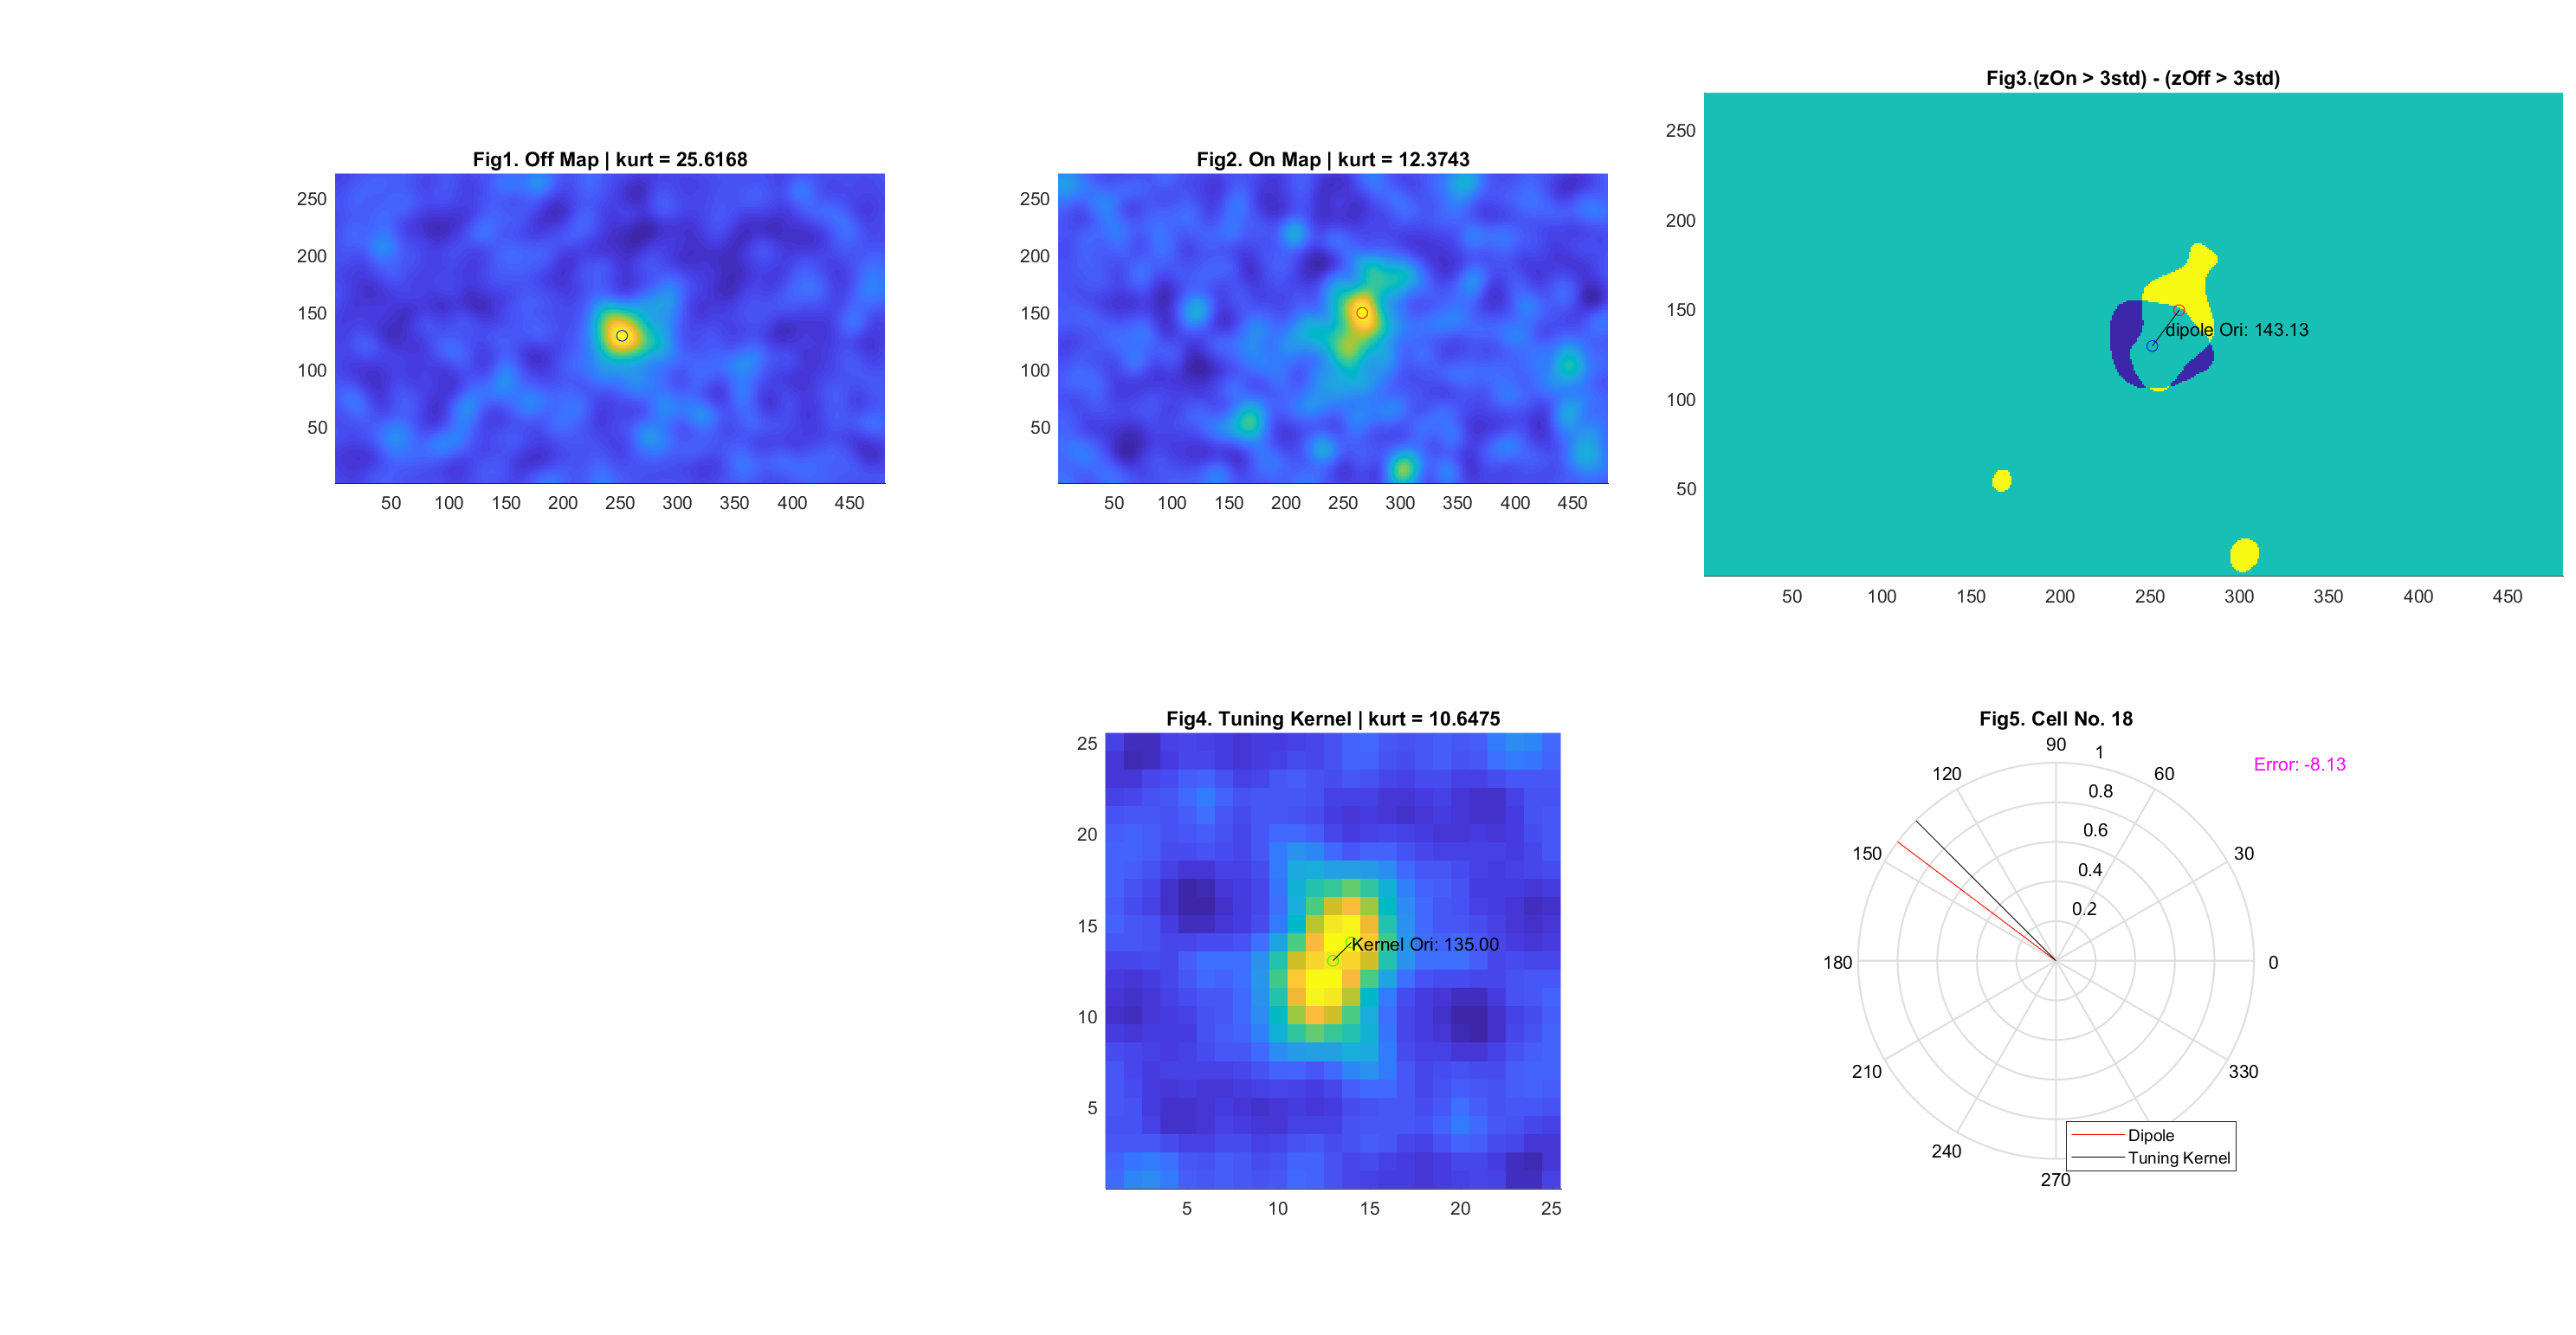 Fig1. Off Map | kurt = 25.6168
250
200
150
100
50
50 100 150 200 250 300 350 400 450
Fig2. On Map | kurt = 12.3743
250
200
150
100
50
50 100 150 200 250 300 350 400 450
Fig3.(zOn > 3std) - (zOff > 3std)
250
200
150
dipole Ori: 143.13
100
50
50 100 150 200 250 300 350 400 450
Fig4. Tuning Kernel | kurt = 10.6475
25
20
15
Kernel Ori: 135.00
10
5
5 10 15 20 25
Fig5. Cell No. 18
Error: -8.13
90
1
120
60
0.8
0.6
150
30
0.4
0.2
180
0
210
330
240
270
Dipole
Tuning Kernel